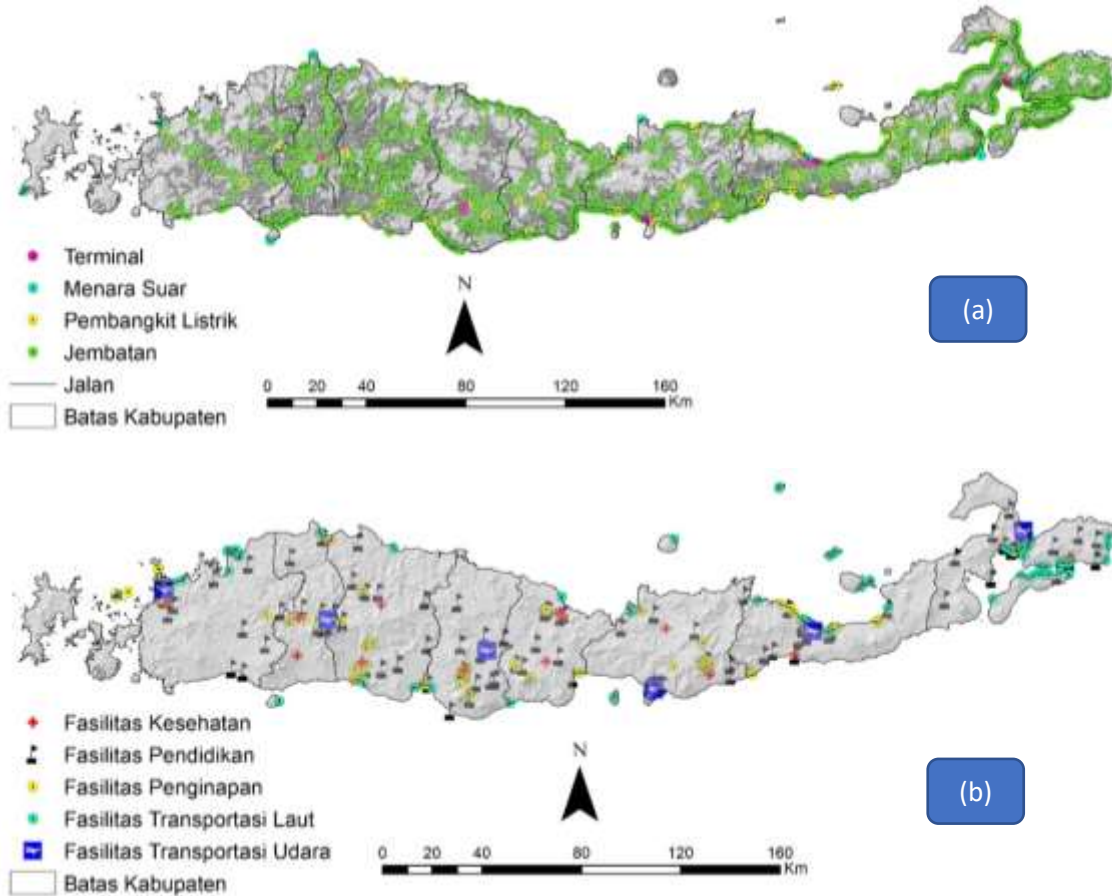 Terminal
Menara Suar
Pembangkit Listrik
Jembatan
Jalan
Batas Kabupaten
N
0 20 40 80 120 160
Km
(a)
Fasilitas Kesehatan
Fasilitas Pendidikan
Fasilitas Penginapan
Fasilitas Transportasi Laut
Fasilitas Transportasi Udara
Batas Kabupaten
N
0 20 40 80 120 160
Km
(b)